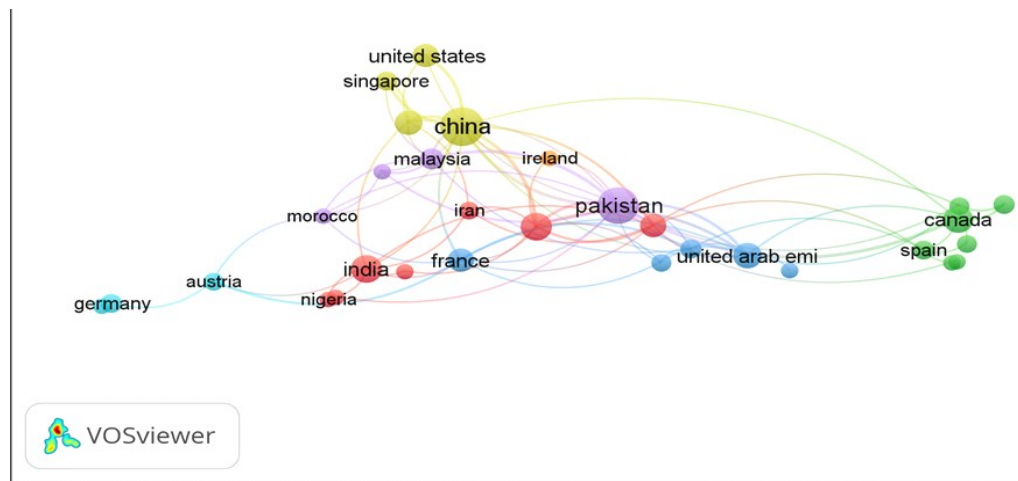 united states
singapore
china
malaysia
ireland
pakistan
morocco
iran
canada
spain
united arab emi
france
india
austria
nigeria
germany
VOSviewer